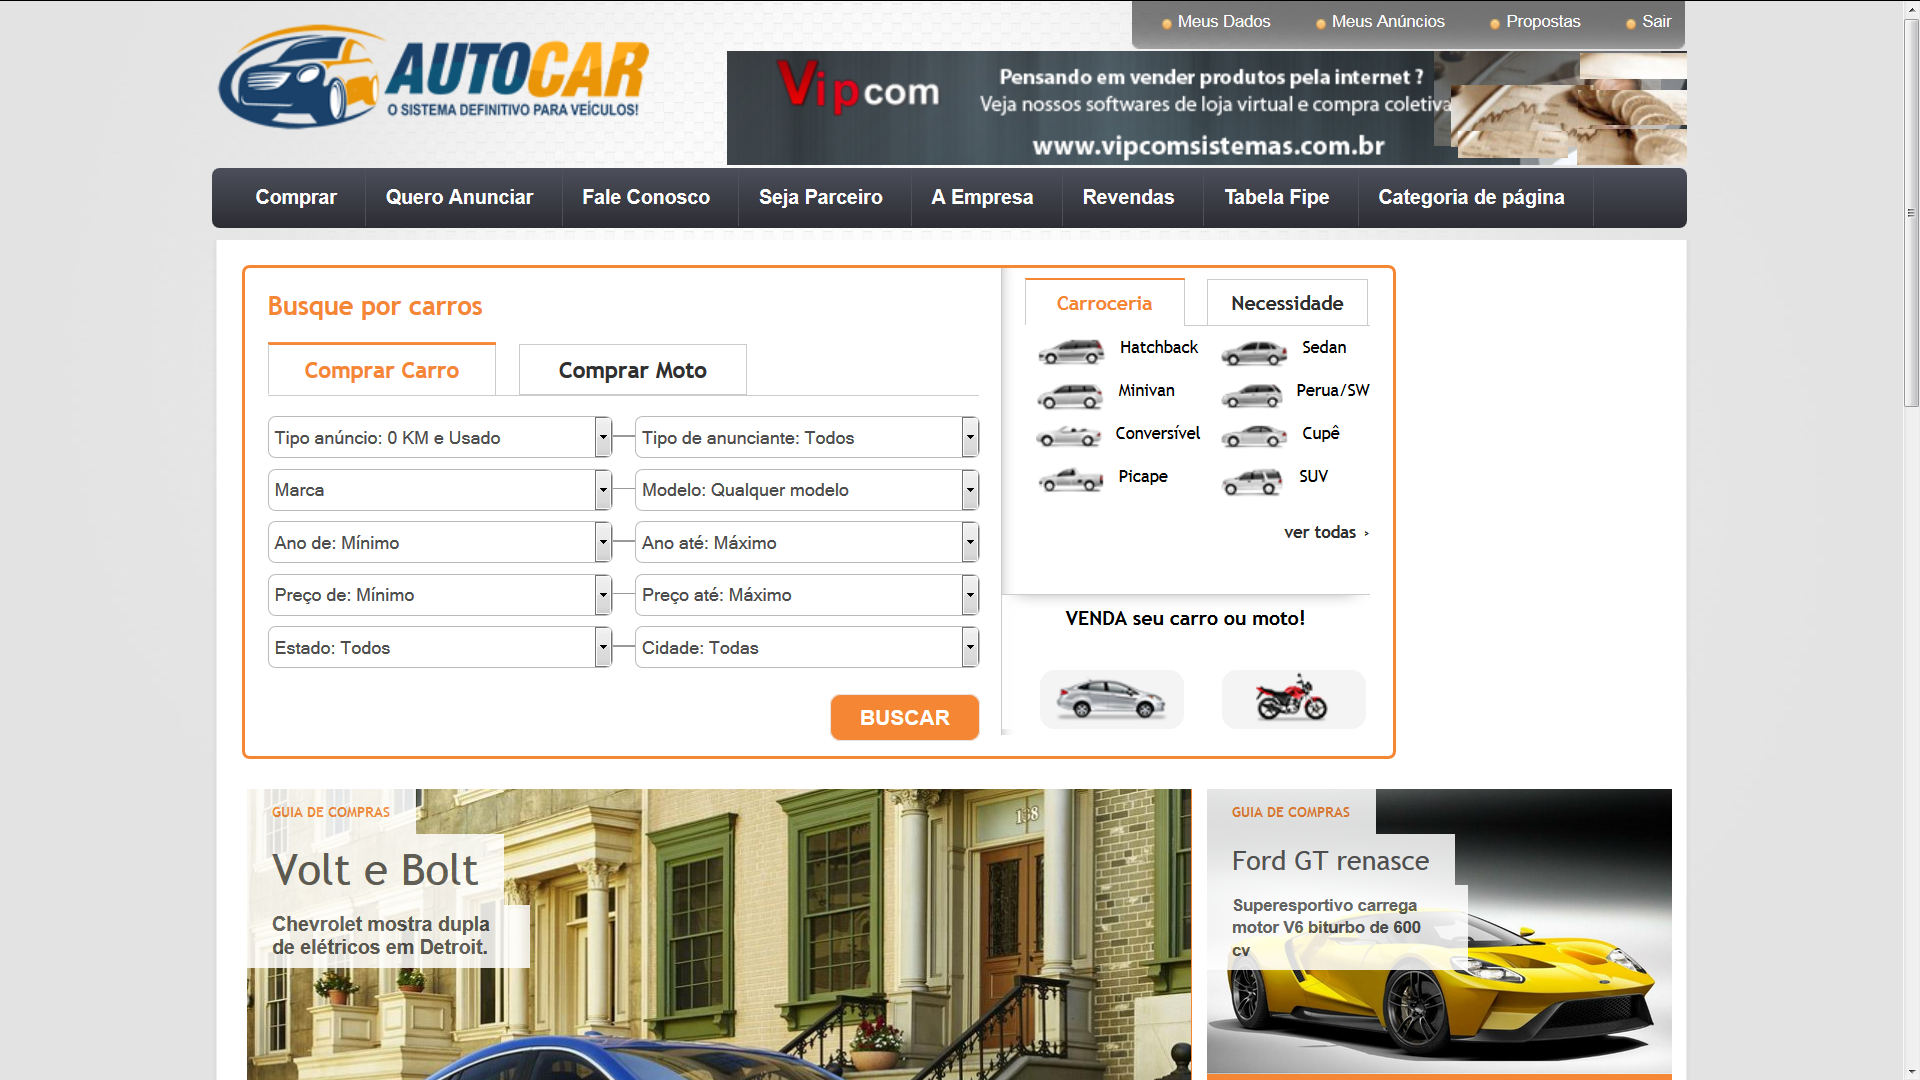 Meus Dados
Meus Anúncios
Propostas
Sair
AUTOCAR
O SISTEMA DEFINITIVO PARA VEÍCULOS!
Vipcom
Pensando em vender produtos pela internet ?
Veja nossos softwares de loja virtual e compra coletiva
www.vipcomsistemas.com.br
Comprar
Quero Anunciar
Fale Conosco
Seja Parceiro
A Empresa
Revendas
Tabela Fipe
Categoria de página
Busque por carros
Comprar Carro
Comprar Moto
Tipo anúncio: 0 KM e Usado
Tipo de anunciante: Todos
Marca
Modelo: Qualquer modelo
Ano de: Mínimo
Ano até: Máximo
Preço de: Mínimo
Preço até: Máximo
Estado: Todos
Cidade: Todas
BUSCAR
Carroceria
Necessidade
Hatchback
Sedan
Minivan
Perua/SW
Conversível
Cupê
Picape
SUV
ver todas ›
VENDA seu carro ou moto!
GUIA DE COMPRAS
Volt e Bolt
Chevrolet mostra dupla
de elétricos em Detroit.
138
GUIA DE COMPRAS
Ford GT renasce
Superesportivo carrega
motor V6 biturbo de 600
cv